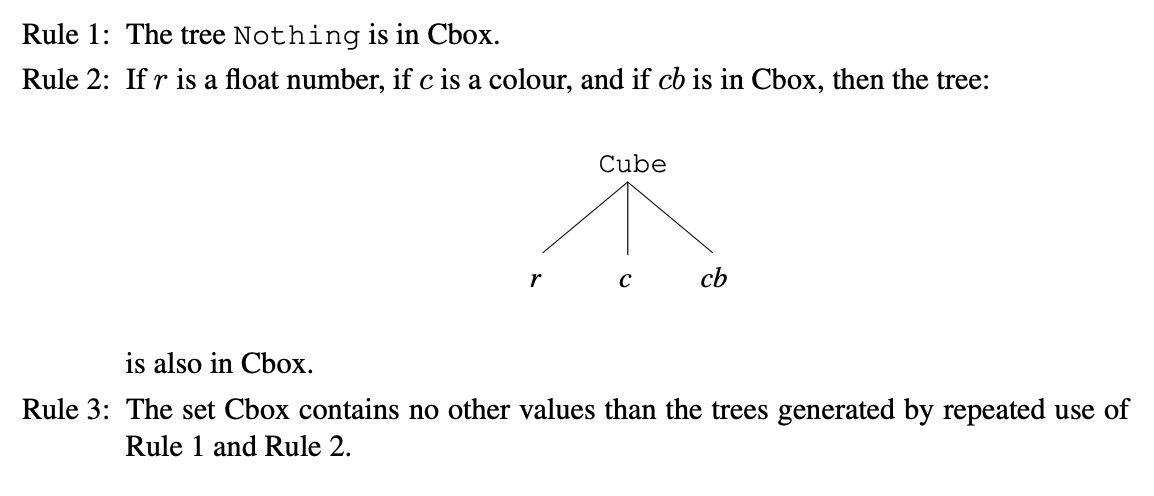 Rule 1: The tree Nothing is in Cbox.
Rule 2: If r is a float number, if c is a colour, and if cb is in Cbox, then the tree:
Cube
r c cb
is also in Cbox.
Rule 3: The set Cbox contains no other values than the trees generated by repeated use of
Rule 1 and Rule 2.